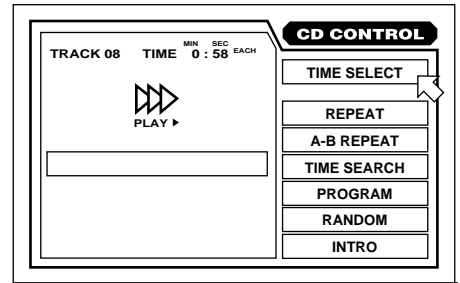 CD CONTROL
MIN SEC
TRACK 08 TIME 0 : 58 EACH
TIME SELECT
PLAY ▶
REPEAT
A-B REPEAT
TIME SEARCH
PROGRAM
RANDOM
INTRO